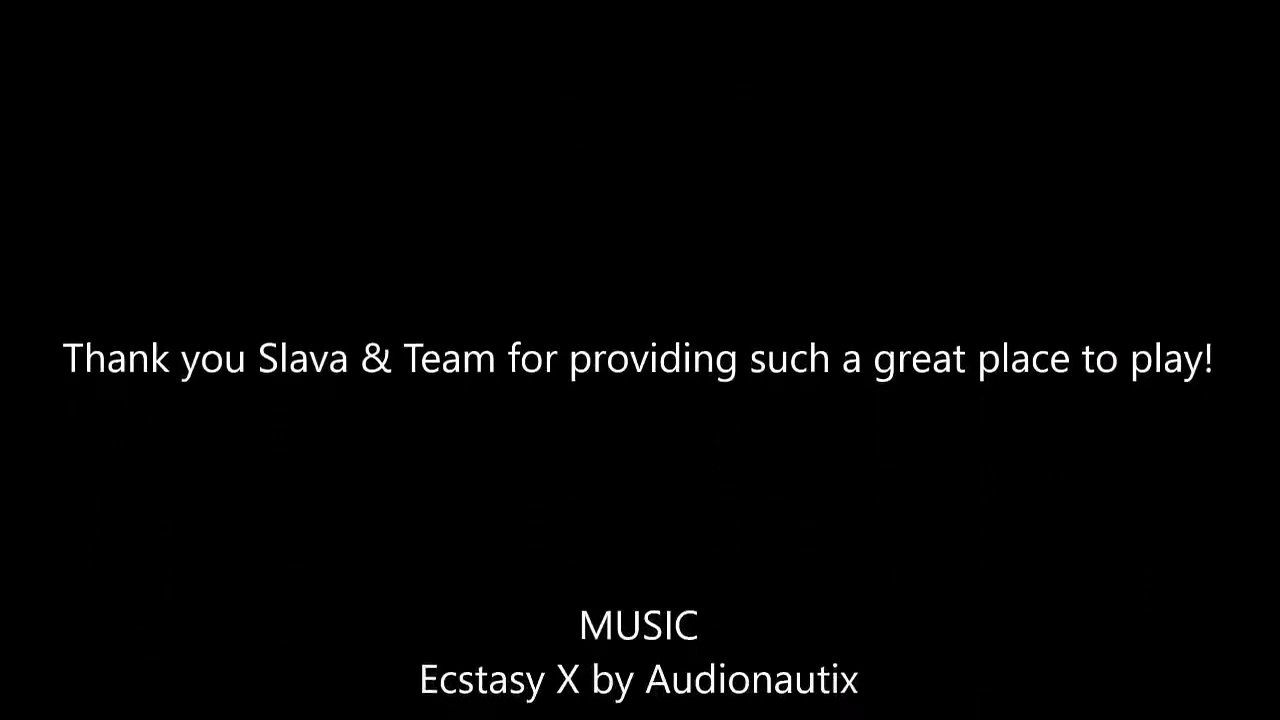 Thank you Slava & Team for providing such a great place to play!
MUSIC
Ecstasy X by Audionautix